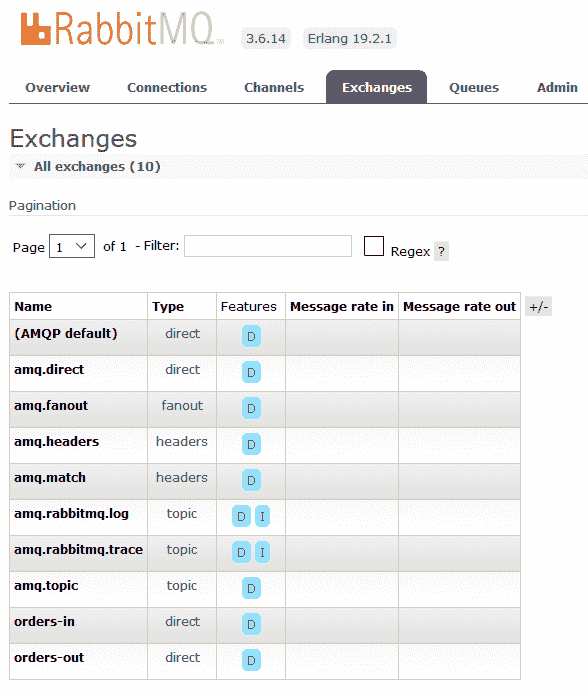 RabbitMQ TM 3.6.14 Erlang 19.2.1
Overview Connections Channels Exchanges Queues Admin
Exchanges
All exchanges (10)
Pagination
Page 1 of 1 - Filter: Regex ?
Name Type Features Message rate in Message rate out +/-
(AMQP default) direct D
amq.direct direct D
amq.fanout fanout D
amq.headers headers D
amq.match headers D
amq.rabbitmq.log topic D I
amq.rabbitmq.trace topic D I
amq.topic topic D
orders-in direct D
orders-out direct D